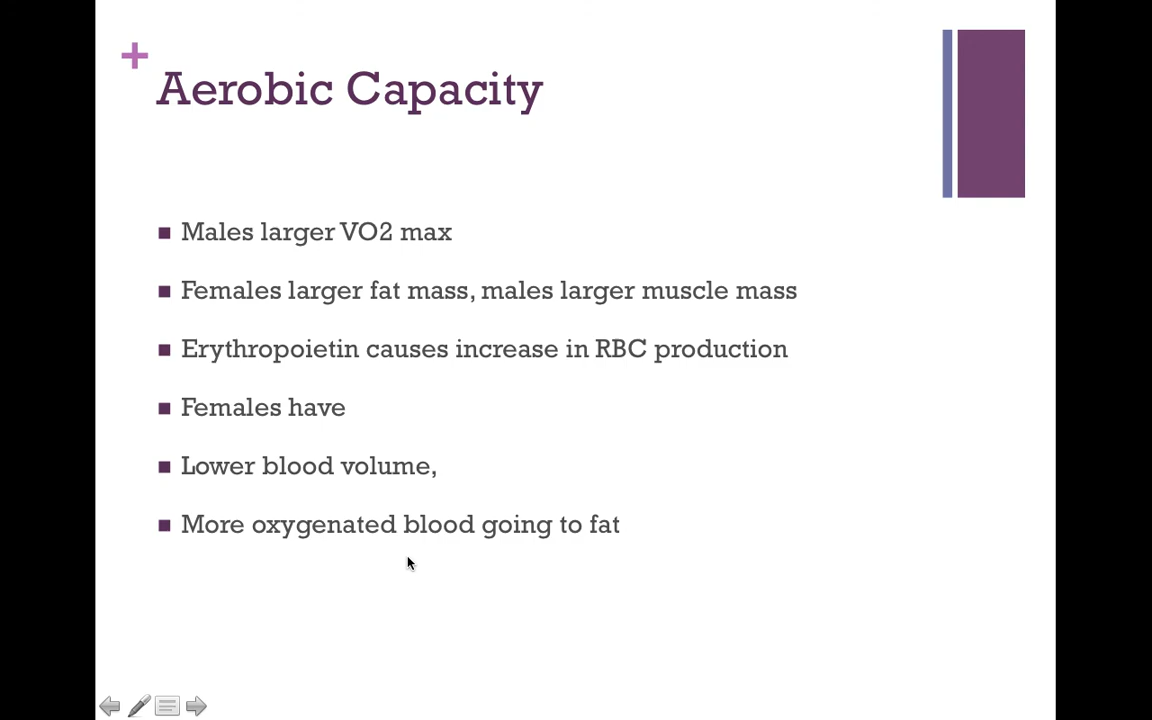 +
Aerobic Capacity
Males larger VO2 max
Females larger fat mass, males larger muscle mass
Erythropoietin causes increase in RBC production
Females have
Lower blood volume,
More oxygenated blood going to fat